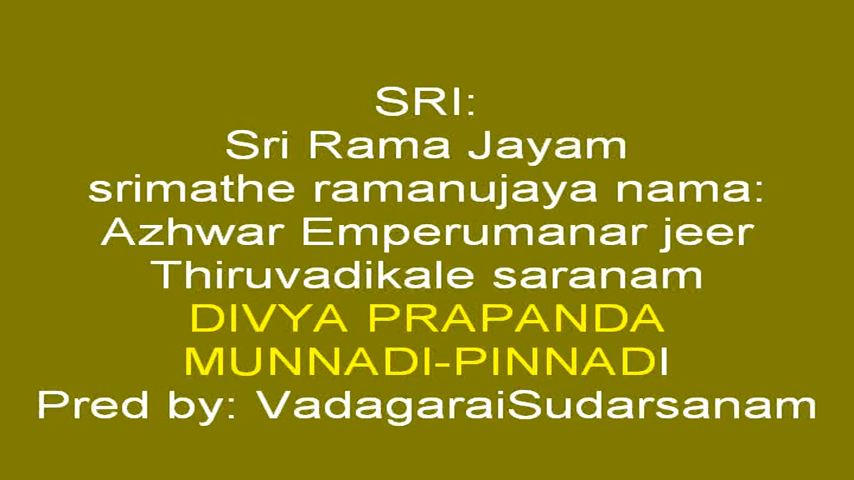 SRI:
Sri Rama Jayam
srimathe ramanujaya nama:
Azhwar Emperumanar jeer
Thiruvadikale saranam
DIVYA PRAPANDA
MUNNADI-PINNADI
Pred by: VadagaraiSudarsanam